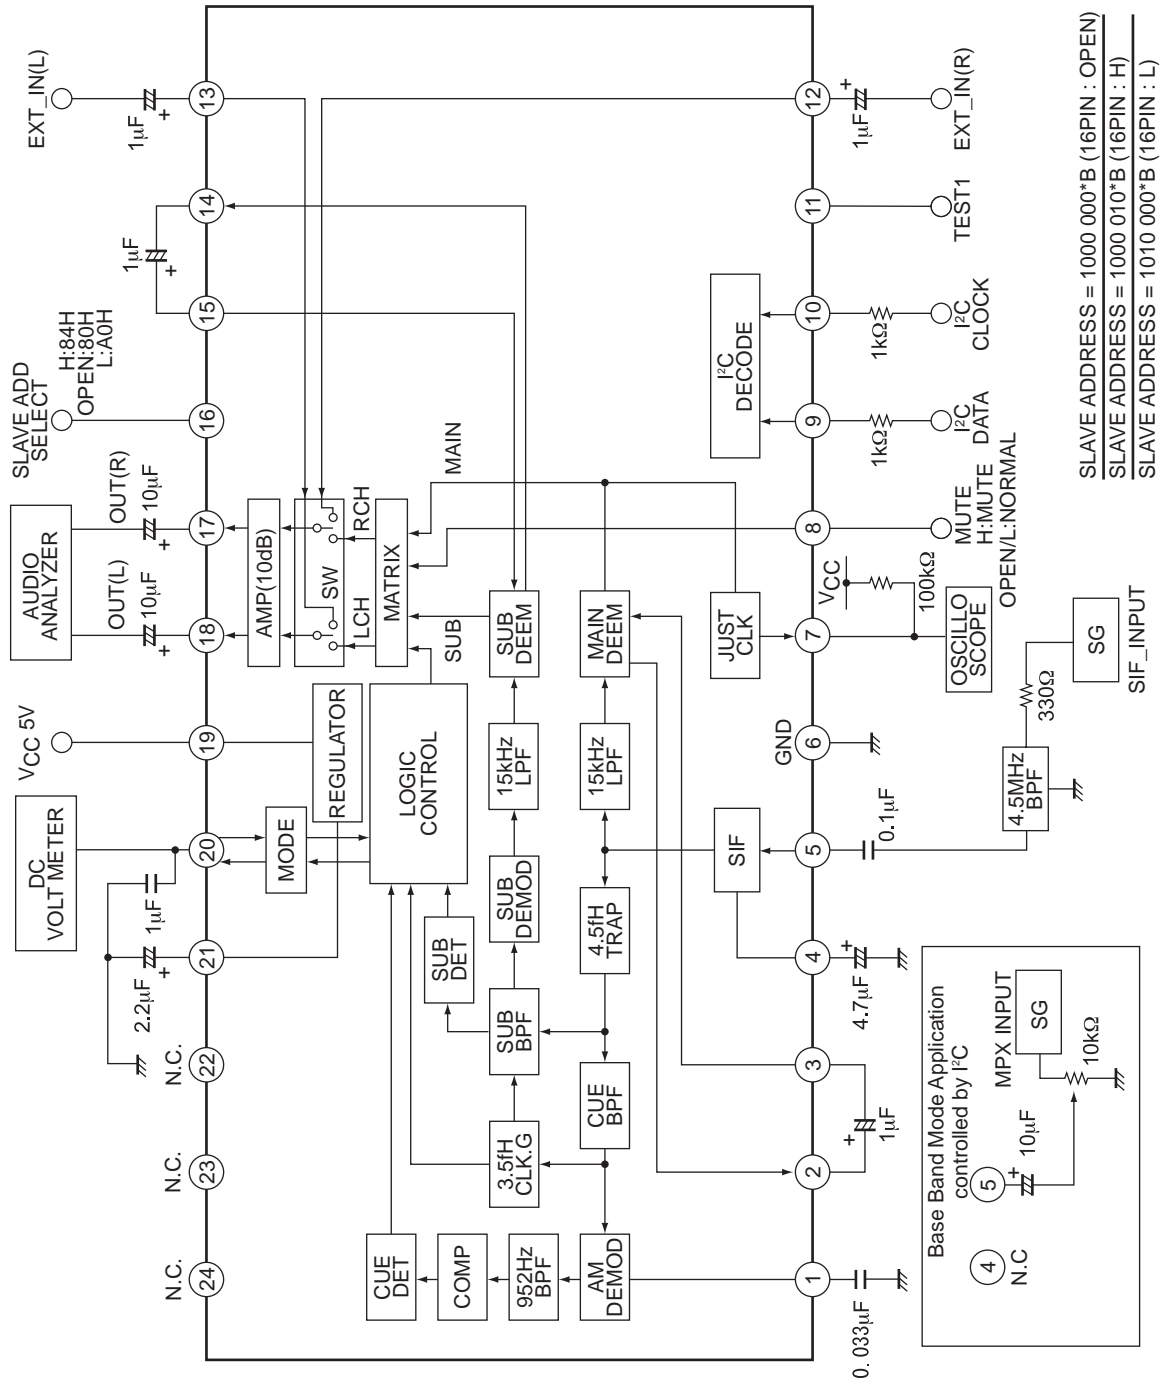 EXT_IN(L)
1μF
+
13
14
1μF
+
15
SLAVE ADD
SELECT
H:84H
OPEN:80H
L:A0H
16
AUDIO
ANALYZER
OUT(R)
10μF
+
17
OUT(L)
10μF
+
18
VCC 5V
19
DC
VOLT METER
20
1μF
21
+
2.2μF
N.C.
22
N.C.
23
N.C.
24
AMP(10dB)
SW
RCH
LCH
MATRIX
MAIN
SUB
REGULATOR
MODE
LOGIC
CONTROL
SUB
DEEM
15kHz
LPF
SUB
DEMOD
SUB
DET
SUB
BPF
3.5fH
CLK.G
CUE
DET
COMP
952Hz
BPF
AM
DEMOD
MAIN
DEEM
15kHz
LPF
4.5fH
TRAP
CUE
BPF
I²C
DECODE
JUST
CLK
SIF
12
+
1μF
EXT_IN(R)
11
TEST1
10
1kΩ
I²C
CLOCK
9
1kΩ
I²C
DATA
8
MUTE
H:MUTE
OPEN/L:NORMAL
7
VCC
100kΩ
OSCILLO
SCOPE
GND
6
5
0.1μF
4.5MHz
BPF
330Ω
SG
SIF_INPUT
4
+
4.7μF
3
2
+
1μF
1
0.033μF
Base Band Mode Application
controlled by I²C
4
N.C
5
+
10μF
MPX INPUT
SG
10kΩ
SLAVE ADDRESS = 1000 000*B (16PIN : OPEN)
SLAVE ADDRESS = 1000 010*B (16PIN : H)
SLAVE ADDRESS = 1010 000*B (16PIN : L)